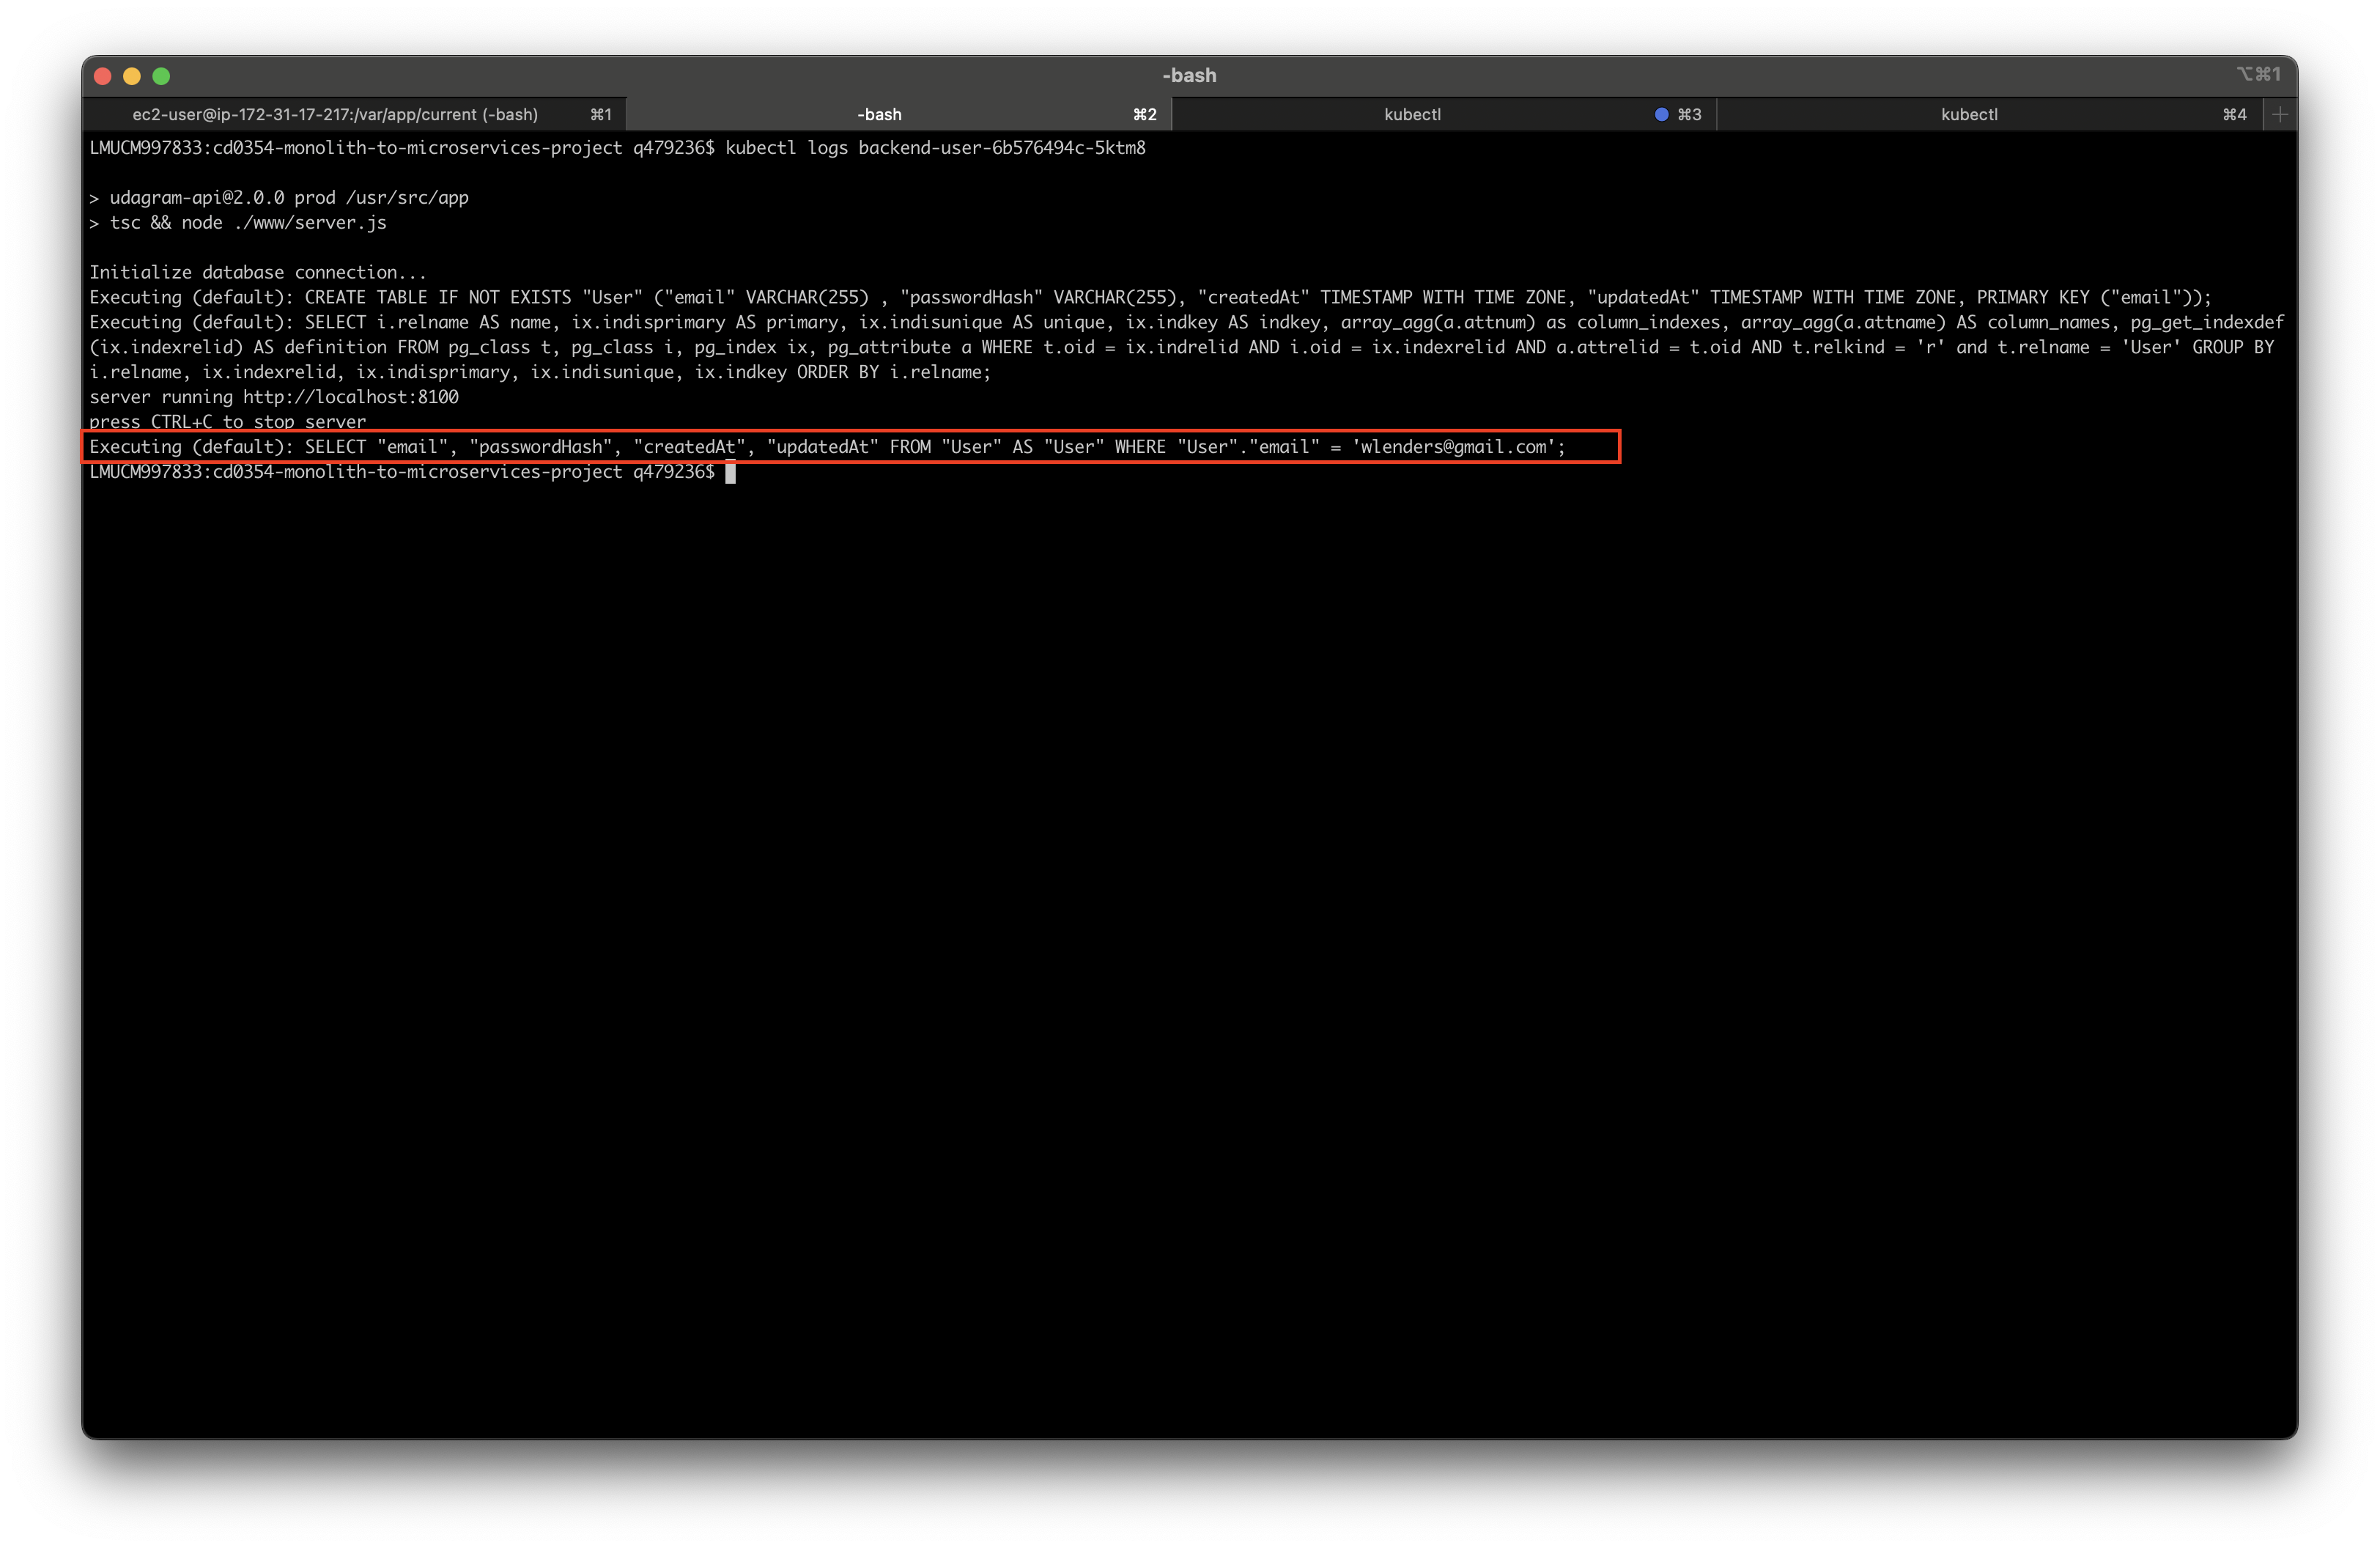 -bash
⌥⌘1
ec2-user@ip-172-31-17-217:/var/app/current (-bash) ⌘1
-bash ⌘2
kubectl ⌘3
kubectl ⌘4
LMUCM997833:cd0354-monolith-to-microservices-project q479236$ kubectl logs backend-user-6b576494c-5ktm8
> udagram-api@2.0.0 prod /usr/src/app
> tsc && node ./www/server.js
Initialize database connection...
Executing (default): CREATE TABLE IF NOT EXISTS "User" ("email" VARCHAR(255) , "passwordHash" VARCHAR(255), "createdAt" TIMESTAMP WITH TIME ZONE, "updatedAt" TIMESTAMP WITH TIME ZONE, PRIMARY KEY ("email"));
Executing (default): SELECT i.relname AS name, ix.indisprimary AS primary, ix.indisunique AS unique, ix.indkey AS indkey, array_agg(a.attnum) as column_indexes, array_agg(a.attname) AS column_names, pg_get_indexdef
(ix.indexrelid) AS definition FROM pg_class t, pg_class i, pg_index ix, pg_attribute a WHERE t.oid = ix.indrelid AND i.oid = ix.indexrelid AND a.attrelid = t.oid AND t.relkind = 'r' and t.relname = 'User' GROUP BY
i.relname, ix.indexrelid, ix.indisprimary, ix.indisunique, ix.indkey ORDER BY i.relname;
server running http://localhost:8100
press CTRL+C to stop server
Executing (default): SELECT "email", "passwordHash", "createdAt", "updatedAt" FROM "User" AS "User" WHERE "User"."email" = 'wlenders@gmail.com';
LMUCM997833:cd0354-monolith-to-microservices-project q479236$